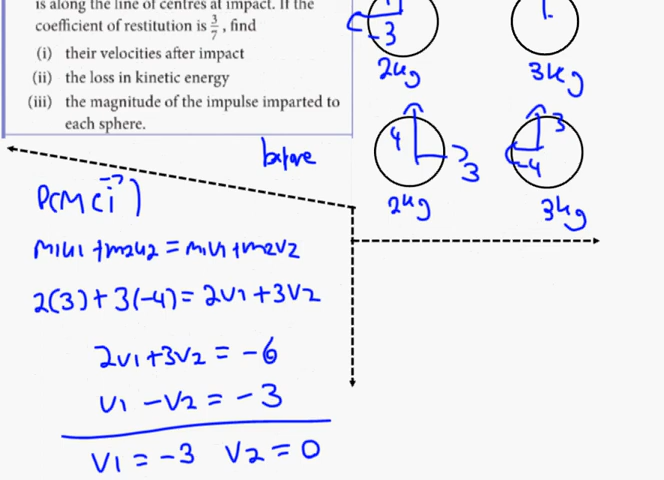 is along the line of centres at impact. If the
coefficient of restitution is 3/7, find
(i) their velocities after impact
(ii) the loss in kinetic energy
(iii) the magnitude of the impulse imparted to
each sphere.
-3
2kg
3kg
before
4
3
2kg
3
-4
3kg
PCM (i→)
m1u1 + m2u2 = m1v1 + m2v2
2(3) + 3(-4) = 2v1 + 3v2
2v1 + 3v2 = -6
v1 - v2 = -3
v1 = -3 v2 = 0